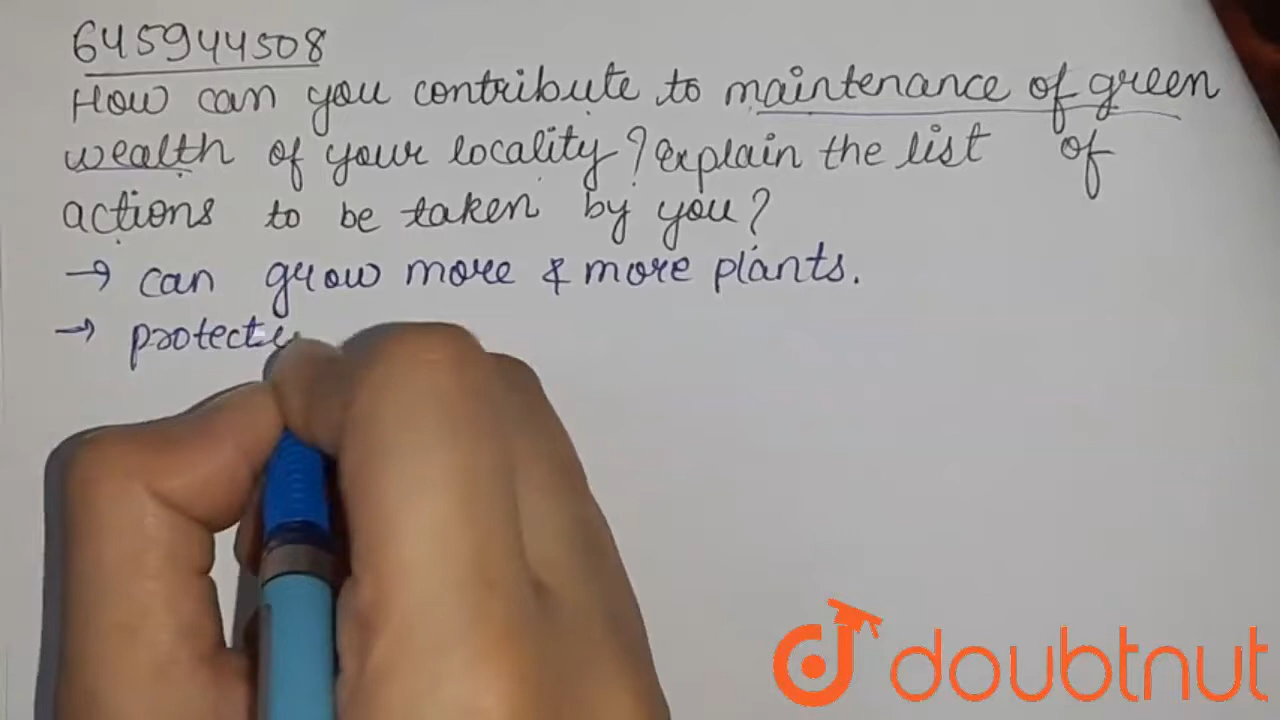 645944508
How can you contribute to maintenance of green
wealth of your locality? Explain the list of
actions to be taken by you?
→ can grow more & more plants.
→ protect
doubtnut